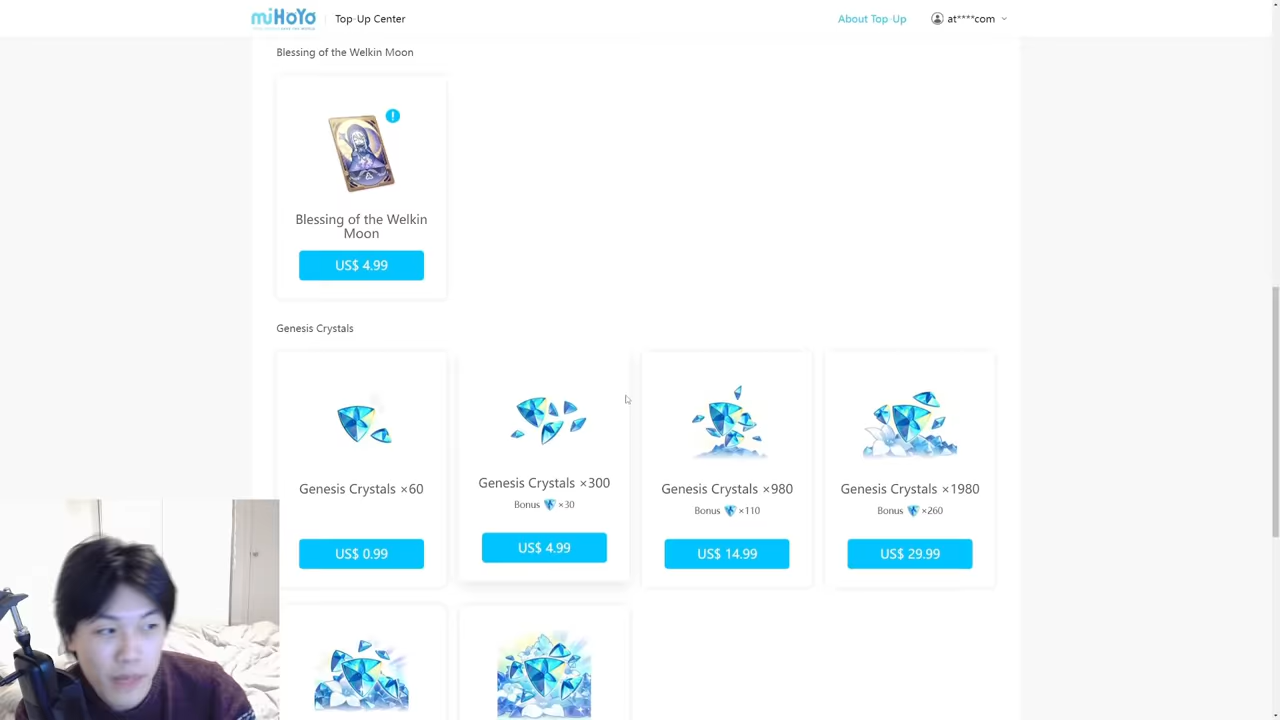 miHoYo
Top-Up Center
About Top-Up
at****com
Blessing of the Welkin Moon
!
Blessing of the Welkin
Moon
US$ 4.99
Genesis Crystals
Genesis Crystals ×60
US$ 0.99
Genesis Crystals ×300
Bonus ×30
US$ 4.99
Genesis Crystals ×980
Bonus ×110
US$ 14.99
Genesis Crystals ×1980
Bonus ×260
US$ 29.99